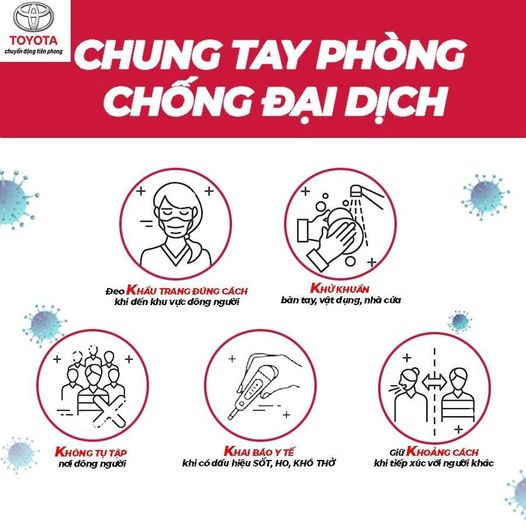 TOYOTA
chuyển động tiên phong
CHUNG TAY PHÒNG
CHỐNG ĐẠI DỊCH
Đeo KHẨU TRANG ĐÚNG CÁCH
khi đến khu vực đông người
KHỬ KHUẨN
bàn tay, vật dụng, nhà cửa
KHÔNG TỤ TẬP
nơi đông người
KHAI BÁO Y TẾ
khi có dấu hiệu SỐT, HO, KHÓ THỞ
Giữ KHOẢNG CÁCH
khi tiếp xúc với người khác